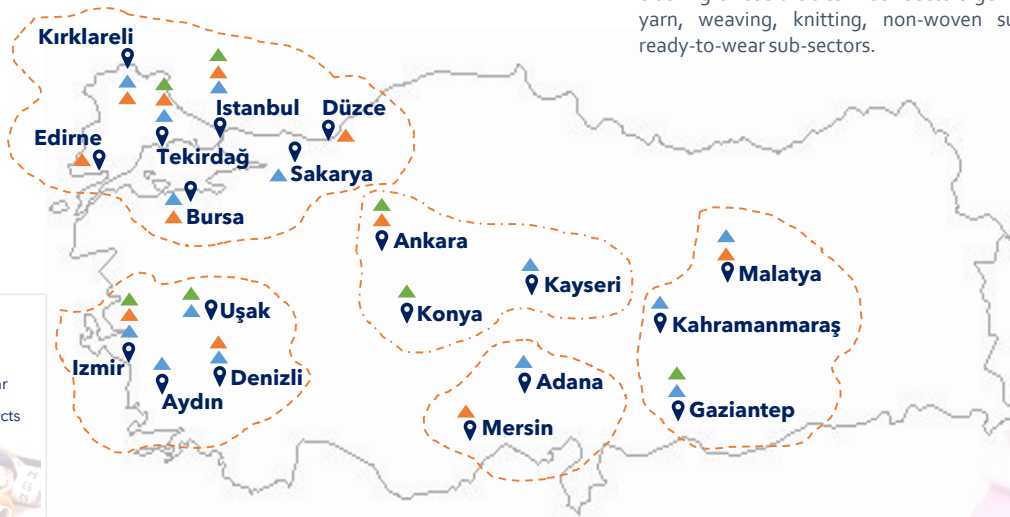 yarn, weaving, knitting, non-woven
ready-to-wear sub-sectors.
Kırklareli
Istanbul
Düzce
Edirne
Tekirdağ
Sakarya
Bursa
Ankara
Kayseri
Konya
Malatya
Kahramanmaraş
Gaziantep
Uşak
Izmir
Denizli
Aydın
Adana
Mersin